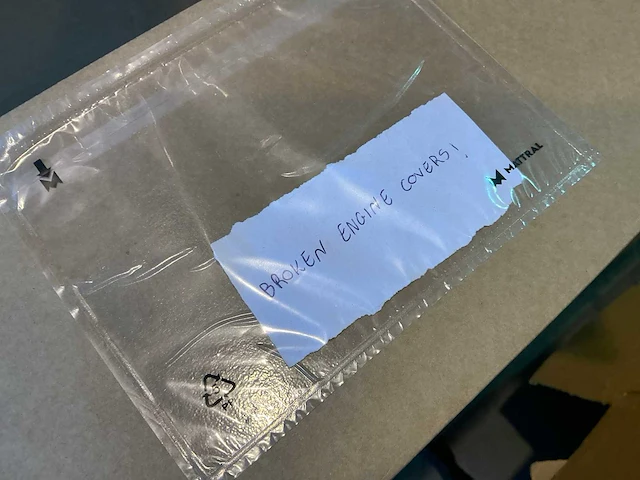 BROKEN ENGINE COVERS!
MATTRAL